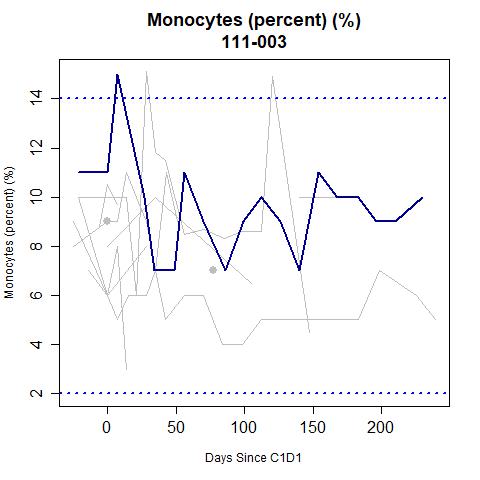 Monocytes (percent) (%)
111-003
Monocytes (percent) (%)
14
12
10
8
6
4
2
0 50 100 150 200
Days Since C1D1